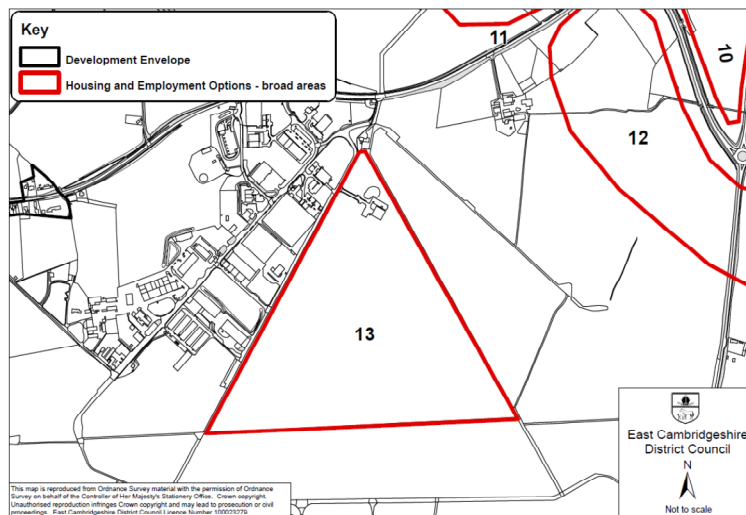 Key
Development Envelope
Housing and Employment Options - broad areas
11
10
12
13
This map is reproduced from Ordnance Survey material with the permission of Ordnance
Survey on behalf of the Controller of Her Majesty's Stationery Office. Crown copyright.
Unauthorised reproduction infringes Crown copyright and may lead to prosecution or civil
proceedings. East Cambridgeshire District Council Licence Number 100023279
East Cambridgeshire
District Council
N
Not to scale